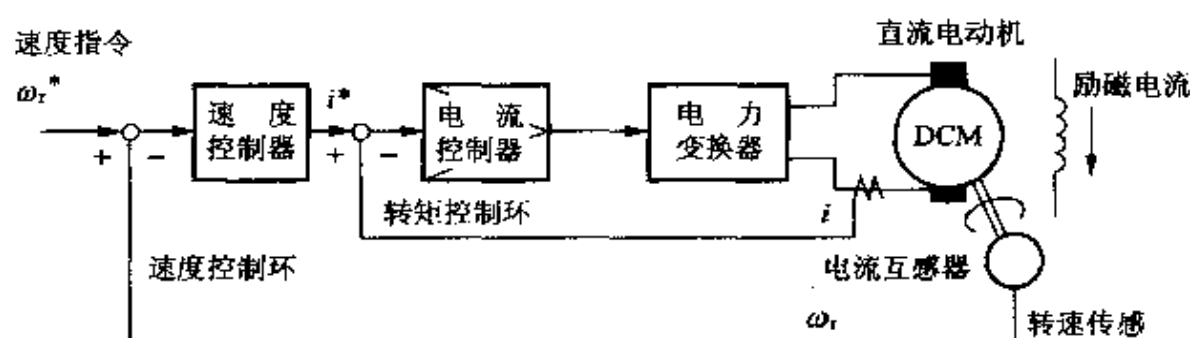 速度指令
ωr*
+
−
速度
控制器
i*
+
−
电流
控制器
转矩控制环
速度控制环
电力
变换器
直流电动机
DCM
励磁电流
i
电流互感器
ωr
转速传感